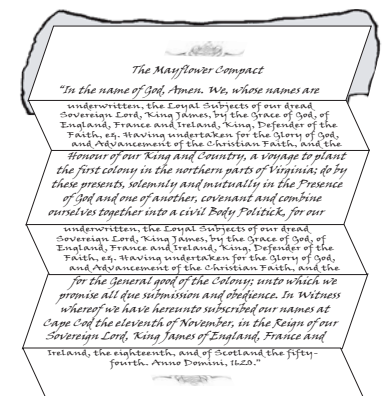 The Mayflower Compact
"In the name of God, Amen. We, whose names are
underwritten, the Loyal Subjects of our dread
Sovereign Lord, King James, by the Grace of God, of
England, France and Ireland, King, Defender of the
Faith, e&. Having undertaken for the Glory of God,
and Advancement of the Christian Faith, and the
Honour of our King and Country, a voyage to plant
the first colony in the northern parts of Virginia; do by
these presents, solemnly and mutually in the Presence
of God and one of another, covenant and combine
ourselves together into a civil Body Politick, for our
underwritten, the Loyal Subjects of our dread
Sovereign Lord, King James, by the Grace of God, of
England, France and Ireland, King, Defender of the
Faith, e&. Having undertaken for the Glory of God,
and Advancement of the Christian Faith, and the
for the General good of the Colony; unto which we
promise all due submission and obedience. In Witness
whereof we have hereunto subscribed our names at
Cape Cod the eleventh of November, in the Reign of our
Sovereign Lord, King James of England, France and
Ireland, the eighteenth, and of Scotland the fifty-
fourth. Anno Domini, 1620."